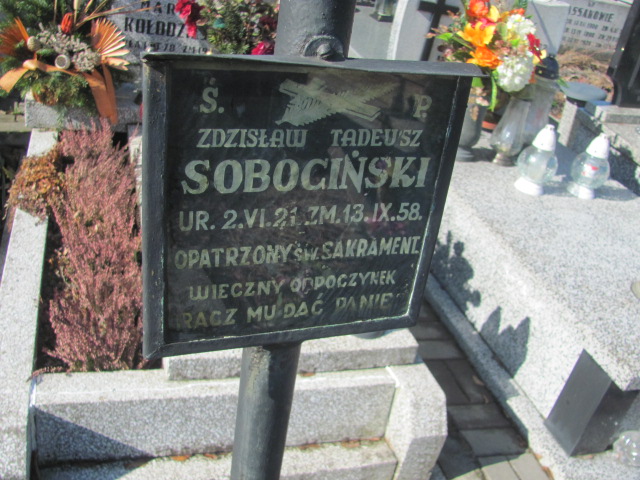 KOŁODZ
Ś. P.
ZDZISŁAW TADEUSZ
SOBOCIŃSKI
UR. 2.VI.21. ZM. 13.IX.58.
OPATRZONY ŚW. SAKRAMENT.
WIECZNY ODPOCZYNEK
RACZ MU DAĆ PANIE